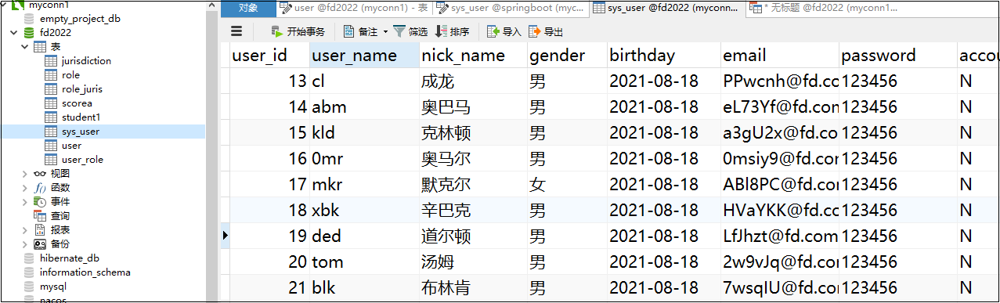 myconn1
empty_project_db
fd2022
表
jurisdiction
role
role_juris
scorea
student1
sys_user
user
user_role
视图
函数
事件
查询
报表
备份
hibernate_db
information_schema
mysql
nacos
对象 user @fd2022 (myconn1) - 表 sys_user @springboot (my... sys_user @fd2022 (myconn... * 无标题 @fd2022 (myconn1...
开始事务 备注 筛选 排序 导入 导出
user_id user_name nick_name gender birthday email password accou
13 cl 成龙 男 2021-08-18 PPwcnh@fd.co 123456 N
14 abm 奥巴马 男 2021-08-18 eL73Yf@fd.com 123456 N
15 kld 克林顿 男 2021-08-18 a3gU2x@fd.co 123456 N
16 0mr 奥马尔 男 2021-08-18 0msiy9@fd.co 123456 N
17 mkr 默克尔 女 2021-08-18 ABl8PC@fd.co 123456 N
18 xbk 辛巴克 男 2021-08-18 HVaYKK@fd.cc 123456 N
19 ded 道尔顿 男 2021-08-18 LfJhzt@fd.com 123456 N
20 tom 汤姆 男 2021-08-18 2w9vJq@fd.co 123456 N
21 blk 布林肯 男 2021-08-18 7wsqIU@fd.co 123456 N